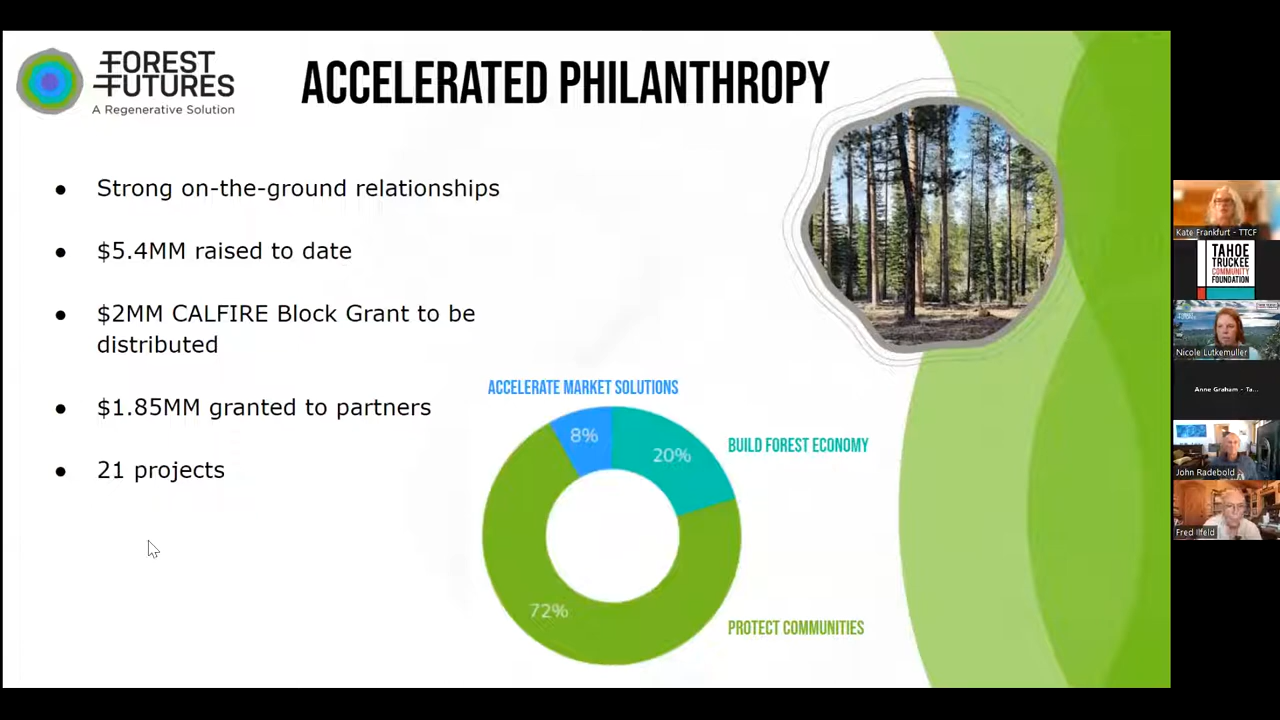 FOREST
FUTURES
A Regenerative Solution
ACCELERATED PHILANTHROPY
● Strong on-the-ground relationships
● $5.4MM raised to date
● $2MM CALFIRE Block Grant to be
distributed
● $1.85MM granted to partners
● 21 projects
ACCELERATE MARKET SOLUTIONS
8%
20%
BUILD FOREST ECONOMY
72%
PROTECT COMMUNITIES
Kate Frankfurt - TTCF
TAHOE
TRUCKEE
COMMUNITY
FOUNDATION
Nicole Lutkemuller
Anne Graham - Ta...
John Radebold
Fred Ilfeld